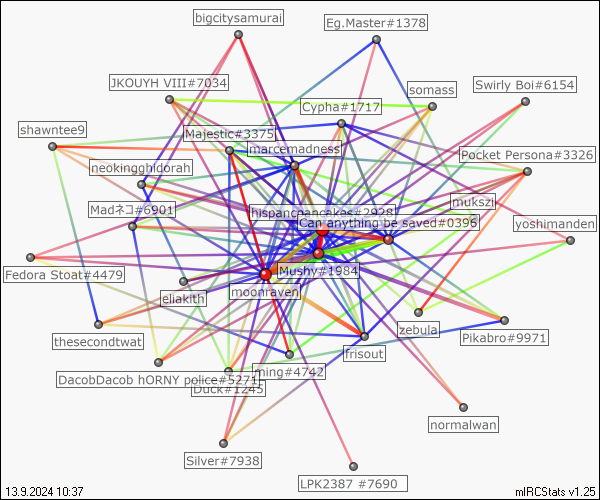 bigcitysamurai
Eg.Master#1378
JKOUYH VIII#7034
somass
Swirly Boi#6154
Cypha#1717
shawntee9
Majestic#3375
marcemadness
Pocket Persona#3326
neokingghidorah
mukszi
Madネコ#6901
hispanchancakes#2928
Can anything be saved#0396
yoshimanden
Fedora Stoat#4479
Mushy#1984
eliakith
moonraven
zebula
Pikabro#9971
thesecondtwat
frisout
DacobDacob hORNY police#5271
ming#4742
Duck#1245
normalwan
Silver#7938
LPK2387 #7690
13.9.2024 10:37
mIRCStats v1.25